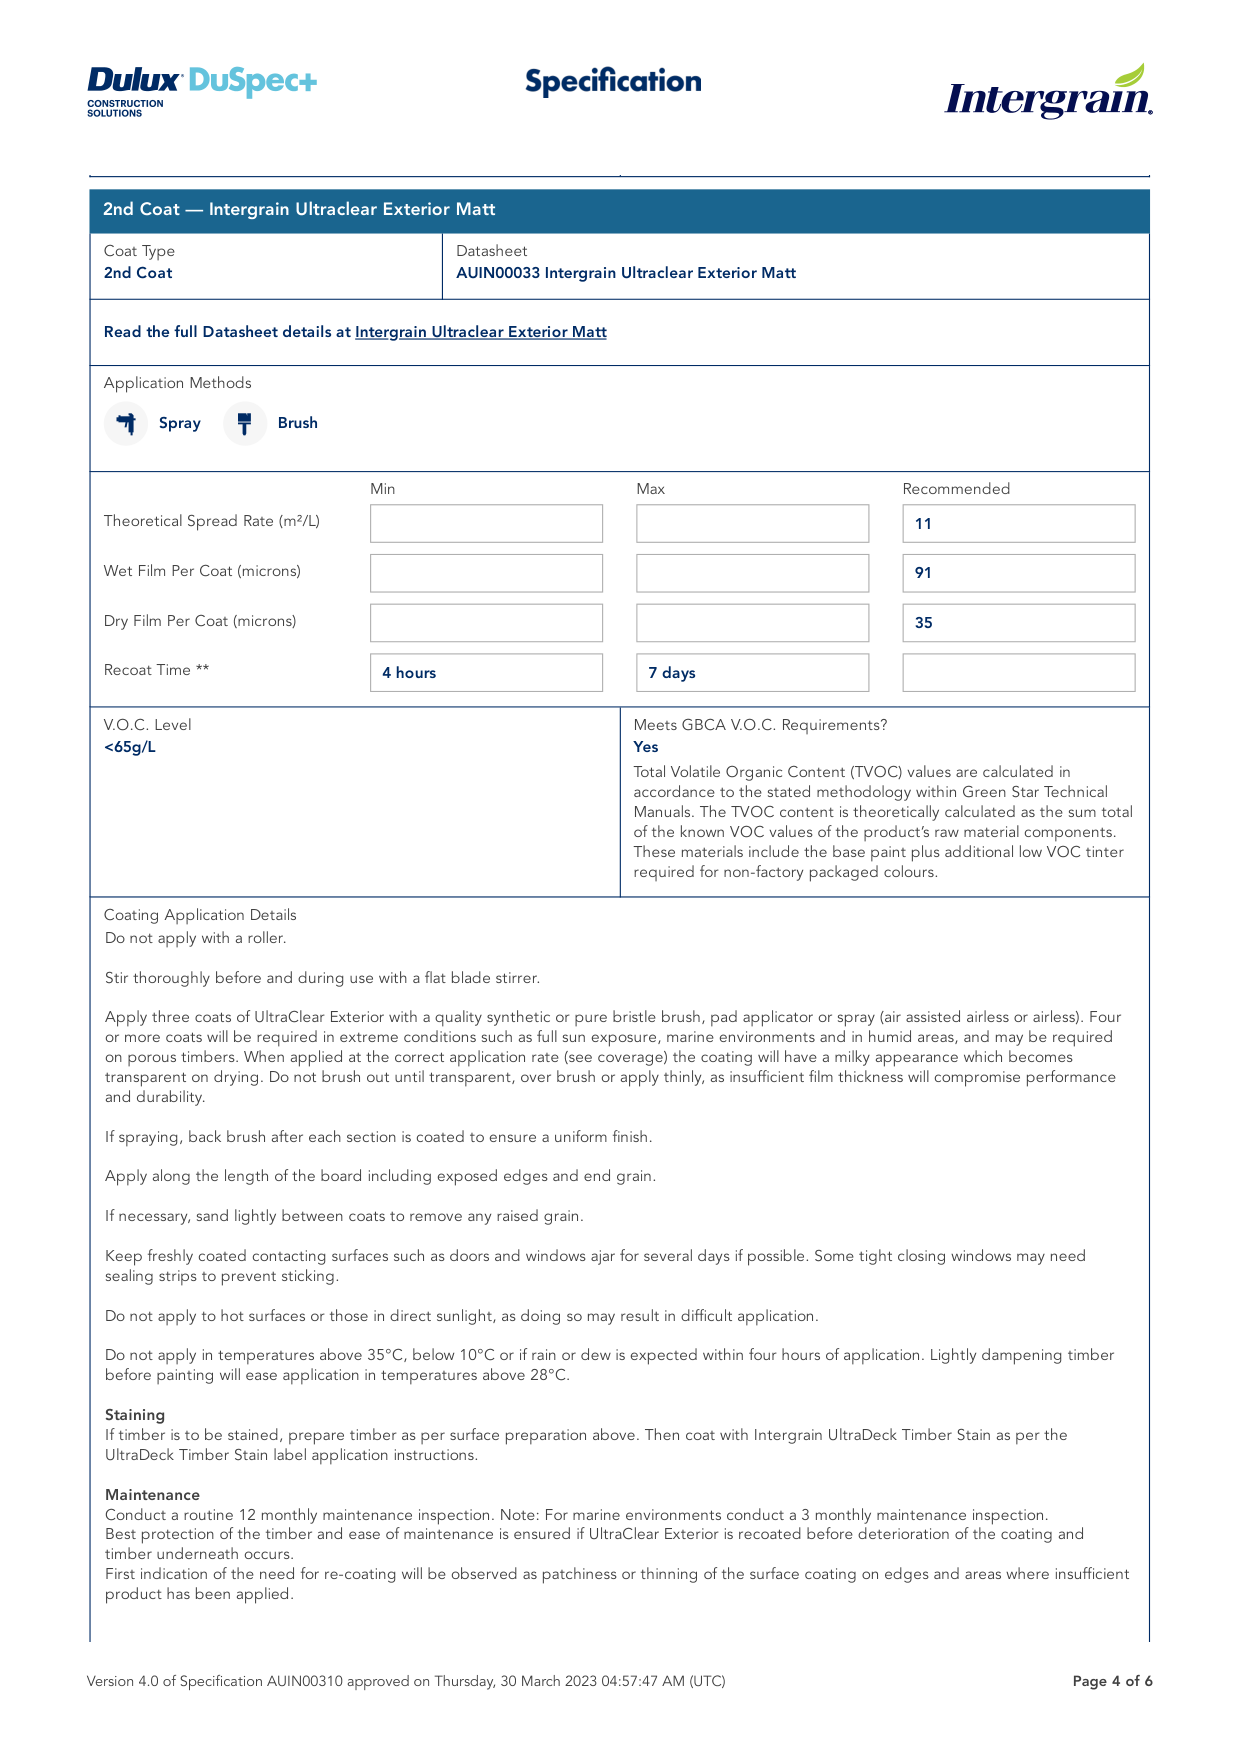 Dulux DuSpec+
CONSTRUCTION
SOLUTIONS
Specification
Intergrain®
2nd Coat — Intergrain Ultraclear Exterior Matt
Coat Type
2nd Coat
Datasheet
AUIN00033 Intergrain Ultraclear Exterior Matt
Read the full Datasheet details at Intergrain Ultraclear Exterior Matt
Application Methods
Spray Brush
Min Max Recommended
Theoretical Spread Rate (m²/L) 11
Wet Film Per Coat (microns) 91
Dry Film Per Coat (microns) 35
Recoat Time ** 4 hours 7 days
V.O.C. Level
<65g/L
Meets GBCA V.O.C. Requirements?
Yes
Total Volatile Organic Content (TVOC) values are calculated in
accordance to the stated methodology within Green Star Technical
Manuals. The TVOC content is theoretically calculated as the sum total
of the known VOC values of the product's raw material components.
These materials include the base paint plus additional low VOC tinter
required for non-factory packaged colours.
Coating Application Details
Do not apply with a roller.
Stir thoroughly before and during use with a flat blade stirrer.
Apply three coats of UltraClear Exterior with a quality synthetic or pure bristle brush, pad applicator or spray (air assisted airless or airless). Four
or more coats will be required in extreme conditions such as full sun exposure, marine environments and in humid areas, and may be required
on porous timbers. When applied at the correct application rate (see coverage) the coating will have a milky appearance which becomes
transparent on drying. Do not brush out until transparent, over brush or apply thinly, as insufficient film thickness will compromise performance
and durability.
If spraying, back brush after each section is coated to ensure a uniform finish.
Apply along the length of the board including exposed edges and end grain.
If necessary, sand lightly between coats to remove any raised grain.
Keep freshly coated contacting surfaces such as doors and windows ajar for several days if possible. Some tight closing windows may need
sealing strips to prevent sticking.
Do not apply to hot surfaces or those in direct sunlight, as doing so may result in difficult application.
Do not apply in temperatures above 35°C, below 10°C or if rain or dew is expected within four hours of application. Lightly dampening timber
before painting will ease application in temperatures above 28°C.
Staining
If timber is to be stained, prepare timber as per surface preparation above. Then coat with Intergrain UltraDeck Timber Stain as per the
UltraDeck Timber Stain label application instructions.
Maintenance
Conduct a routine 12 monthly maintenance inspection. Note: For marine environments conduct a 3 monthly maintenance inspection.
Best protection of the timber and ease of maintenance is ensured if UltraClear Exterior is recoated before deterioration of the coating and
timber underneath occurs.
First indication of the need for re-coating will be observed as patchiness or thinning of the surface coating on edges and areas where insufficient
product has been applied.
Version 4.0 of Specification AUIN00310 approved on Thursday, 30 March 2023 04:57:47 AM (UTC)
Page 4 of 6